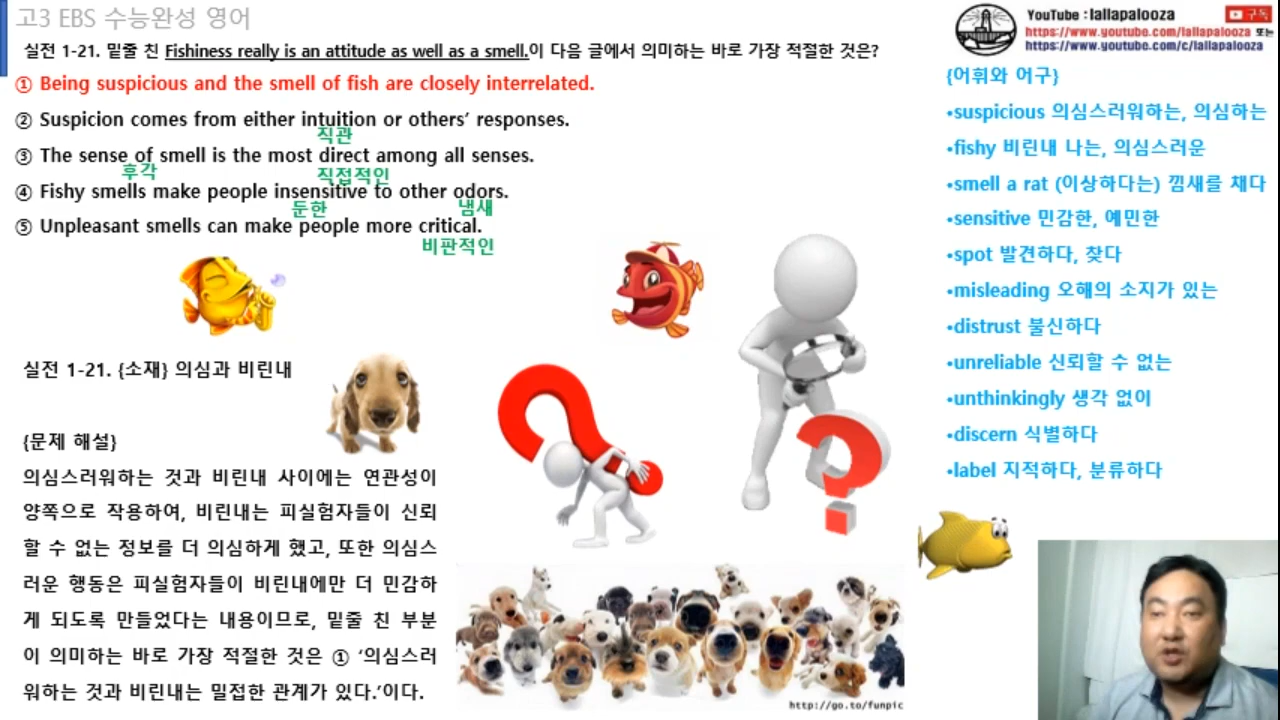 고3 EBS 수능완성 영어
YouTube : lallapalooza
구독
https://www.youtube.com/lallapalooza 또는
https://www.youtube.com/c/lallapalooza
실전 1-21. 밑줄 친 Fishiness really is an attitude as well as a smell.이 다음 글에서 의미하는 바로 가장 적절한 것은?
① Being suspicious and the smell of fish are closely interrelated.
② Suspicion comes from either intuition or others’ responses.
직관
③ The sense of smell is the most direct among all senses.
후각 직접적인
④ Fishy smells make people insensitive to other odors.
둔한 냄새
⑤ Unpleasant smells can make people more critical.
비판적인
{어휘와 어구}
•suspicious 의심스러워하는, 의심하는
•fishy 비린내 나는, 의심스러운
•smell a rat (이상하다는) 낌새를 채다
•sensitive 민감한, 예민한
•spot 발견하다, 찾다
•misleading 오해의 소지가 있는
•distrust 불신하다
•unreliable 신뢰할 수 없는
•unthinkingly 생각 없이
•discern 식별하다
•label 지적하다, 분류하다
실전 1-21. {소재} 의심과 비린내
{문제 해설}
의심스러워하는 것과 비린내 사이에는 연관성이
양쪽으로 작용하여, 비린내는 피실험자들이 신뢰
할 수 없는 정보를 더 의심하게 했고, 또한 의심스
러운 행동은 피실험자들이 비린내에만 더 민감하
게 되도록 만들었다는 내용이므로, 밑줄 친 부분
이 의미하는 바로 가장 적절한 것은 ① ‘의심스러
워하는 것과 비린내는 밀접한 관계가 있다.’이다.
http://go.to/funpic